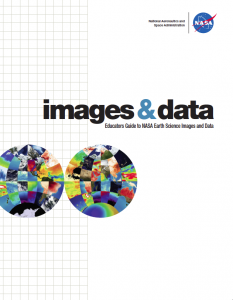 National Aeronautics and
Space Administration
NASA
images&data
Educators Guide to NASA Earth Science Images and Data